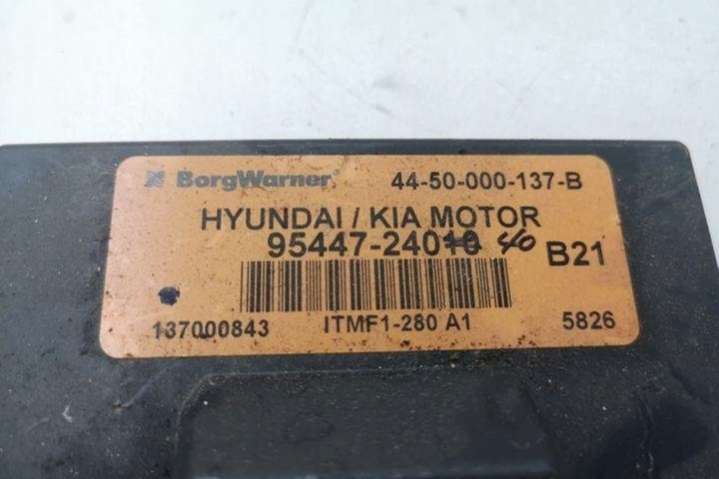 BorgWarner 44-50-000-137-B
HYUNDAI / KIA MOTOR
95447-24010 40 B21
137000843 ITMF1-280 A1 5826